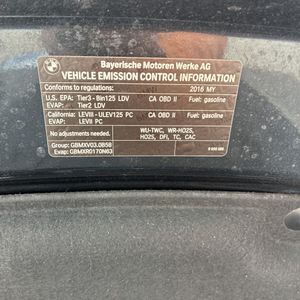 Bayerische Motoren Werke AG
VEHICLE EMISSION CONTROL INFORMATION
Conforms to regulations: 2016 MY
U.S. EPA: Tier3 - Bin125 LDV CA OBD II Fuel: gasoline
EVAP: Tier2 LDV
California: LEVIII - ULEV125 PC CA OBD II Fuel: gasoline
EVAP: LEVII PC
No adjustments needed. WU-TWC, WR-HO2S,
HO2S, DFI, TC, CAC
Group: GBMXV03.0B58
Evap: GBMXR0170N63